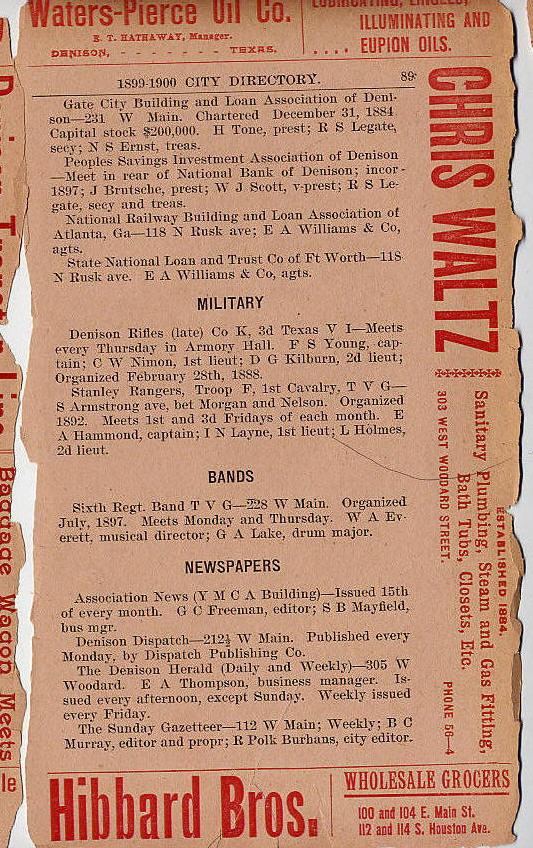 Waters-Pierce Oil Co.
E. T. HATHAWAY, Manager.
DENISON, - - - - - - - TEXAS.
LUBRICATING,
ILLUMINATING AND
.... EUPION OILS.
1899-1900 CITY DIRECTORY. 89
Gate City Building and Loan Association of Deni-
son—231 W Main. Chartered December 31, 1884
Capital stock $200,000. H Tone, prest; R S Legate,
secy; N S Ernst, treas.
Peoples Savings Investment Association of Denison
—Meet in rear of National Bank of Denison; incor-
1897; J Brutsche, prest; W J Scott, v-prest; R S Le-
gate, secy and treas.
National Railway Building and Loan Association of
Atlanta, Ga—118 N Rusk ave; E A Williams & Co,
agts.
State National Loan and Trust Co of Ft Worth—118
N Rusk ave. E A Williams & Co, agts.
MILITARY
Denison Rifles (late) Co K, 3d Texas V I—Meets
every Thursday in Armory Hall. F S Young, cap-
tain; C W Nimon, 1st lieut; D G Kilburn, 2d lieut;
Organized February 28th, 1888.
Stanley Rangers, Troop F, 1st Cavalry, T V G—
S Armstrong ave, bet Morgan and Nelson. Organized
1892. Meets 1st and 3d Fridays of each month. E
A Hammond, captain; I N Layne, 1st lieut; L Holmes,
2d lieut.
BANDS
Sixth Regt. Band T V G—228 W Main. Organized
July, 1897. Meets Monday and Thursday. W A Ev-
erett, musical director; G A Lake, drum major.
NEWSPAPERS
Association News (Y M C A Building)—Issued 15th
of every month. G C Freeman, editor; S B Mayfield,
bus mgr.
Denison Dispatch—212½ W Main. Published every
Monday, by Dispatch Publishing Co.
The Denison Herald (Daily and Weekly)—305 W
Woodard. E A Thompson, business manager. Is-
sued every afternoon, except Sunday. Weekly issued
every Friday.
The Sunday Gazetteer—112 W Main; Weekly; B C
Murray, editor and propr; R Polk Burhans, city editor.
CHRIS WALTZ
ESTABLISHED 1884.
Sanitary Plumbing, Steam and Gas Fitting,
Bath Tubs, Closets, Etc.
303 WEST WOODARD STREET. PHONE 56—4
Hibbard Bros.
WHOLESALE GROCERS
100 and 104 E. Main St.
112 and 114 S. Houston Ave.
Baggage Wagon Meets